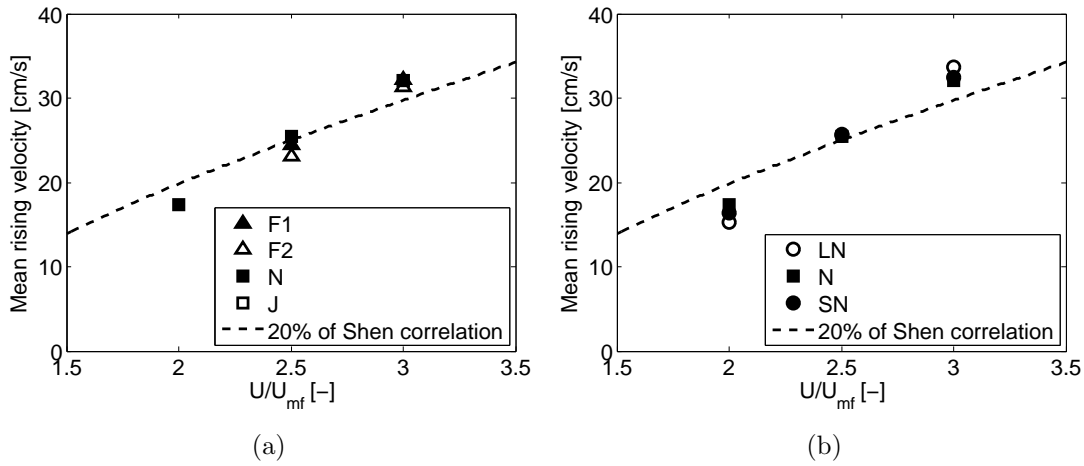 40
30
20
10
0
Mean rising velocity [cm/s]
F1
F2
N
J
20% of Shen correlation
1.5 2 2.5 3 3.5
U/Umf [−]
(a)
40
30
20
10
0
Mean rising velocity [cm/s]
LN
N
SN
20% of Shen correlation
1.5 2 2.5 3 3.5
U/Umf [−]
(b)